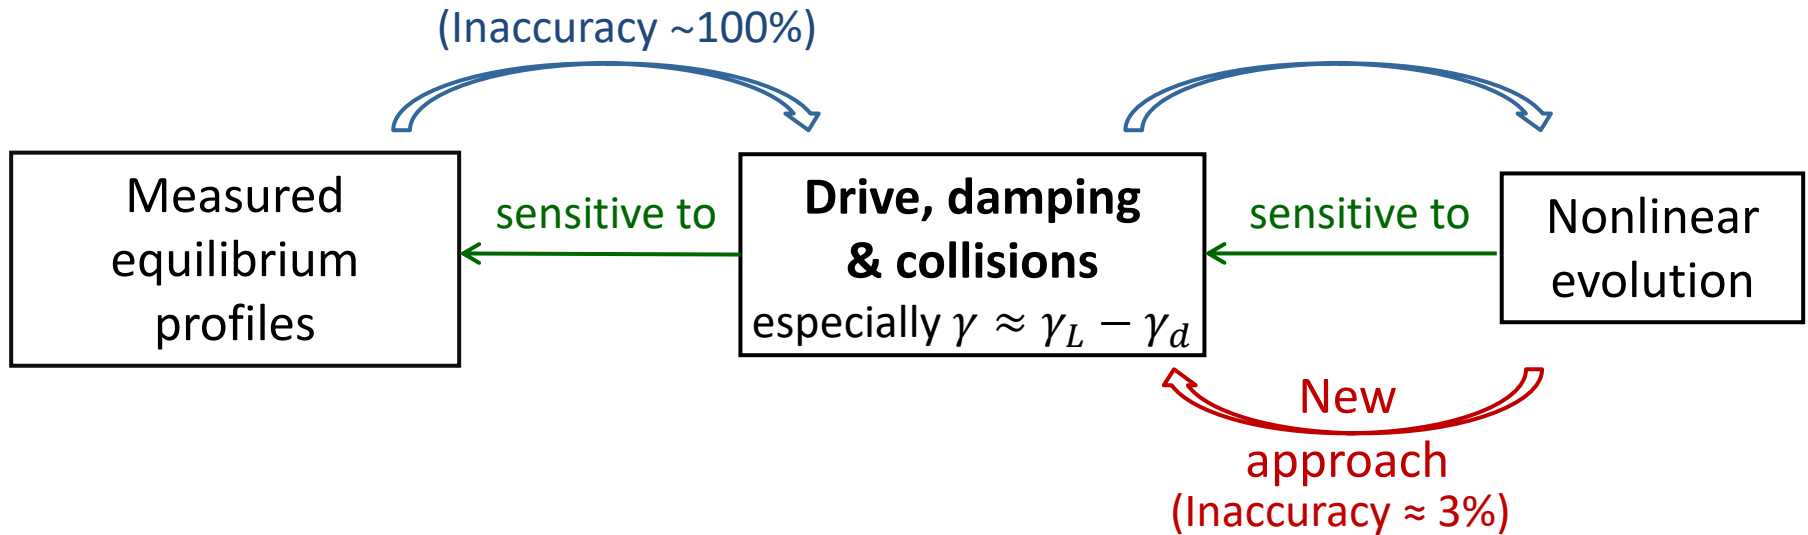 (Inaccuracy ~100%)
Measured
equilibrium
profiles
sensitive to
Drive, damping
& collisions
especially γ ≈ γ_L − γ_d
sensitive to
Nonlinear
evolution
New
approach
(Inaccuracy ≈ 3%)